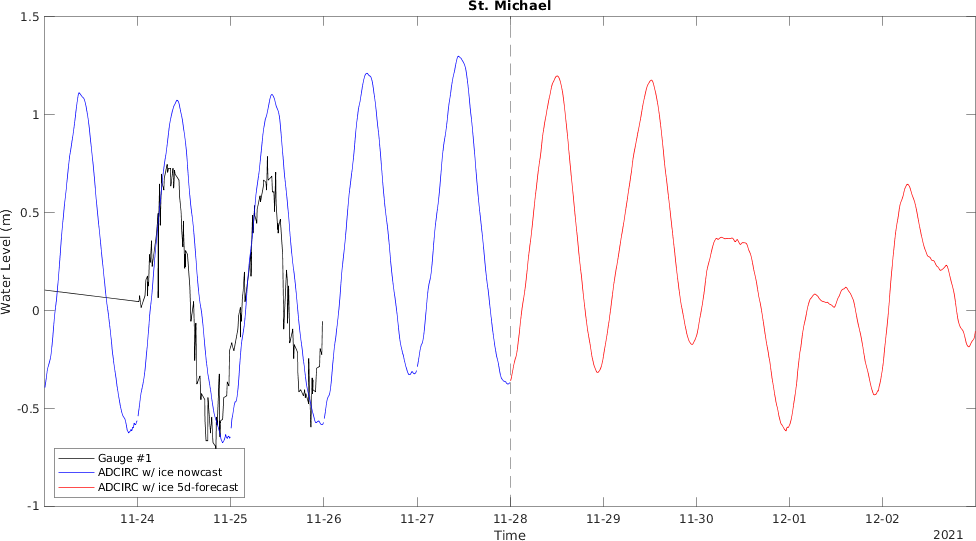 St. Michael
1.5
1
0.5
0
-0.5
-1
Water Level (m)
Gauge #1
ADCIRC w/ ice nowcast
ADCIRC w/ ice 5d-forecast
11-24
11-25
11-26
11-27
11-28
11-29
11-30
12-01
12-02
Time
2021